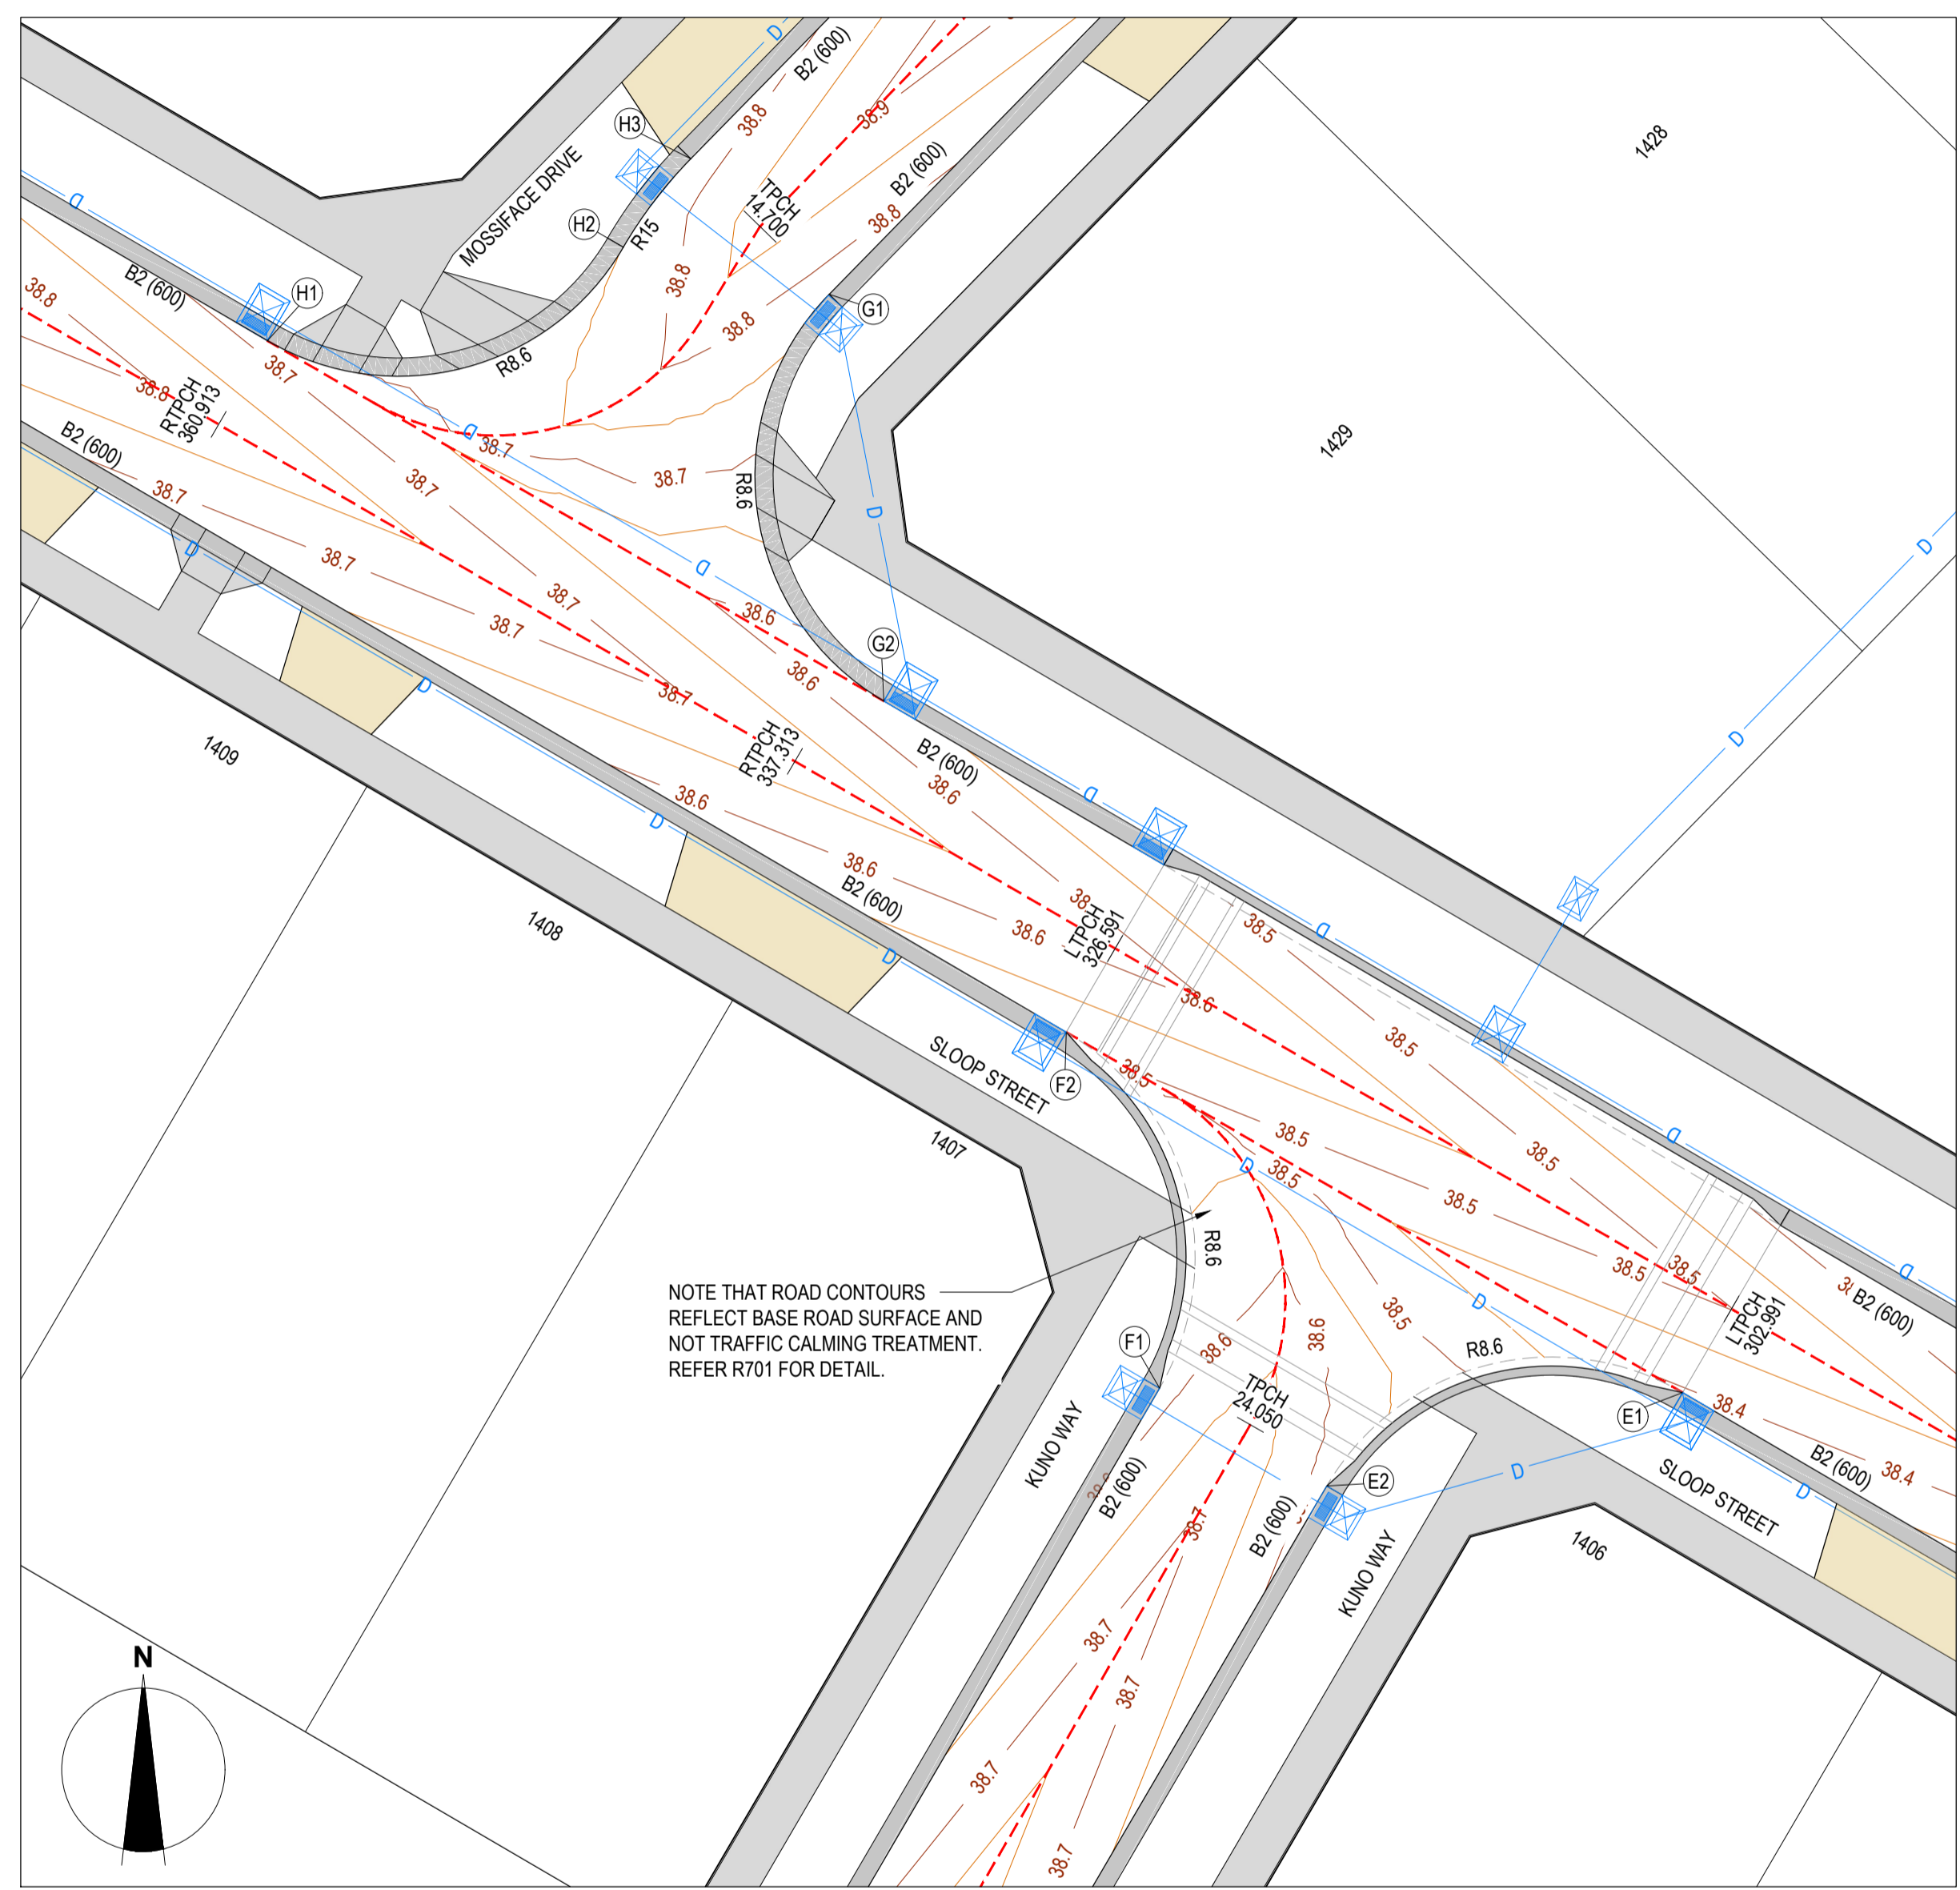 D
B2 (600)
H3
38.8
38.9
1428
MOSSIFACE DRIVE
B2 (600)
D
H2
R15
TPCH
14.700
38.8
B2 (600)
H1
38.8
38.8
G1
38.8
38.7
R8.6
38.8
RTPCH
360.913
B2 (600)
D
38.7
1429
38.7
38.7
38.7
R8.6
D
D
D
38.7
D
38.7
38.6
38.7
G2
38.6
D
38.7
D
1409
RTPCH
337.313
B2 (600)
38.6
38.6
D
D
38.6
B2 (600)
38.6
LTPCH
326.591
38.5
D
1408
D
38.6
38.6
SLOOP STREET
F2
38.5
38.5
38.5
38.5
D
1407
D
38.5
38.5
R8.6
38.5
38.5
D
NOTE THAT ROAD CONTOURS
REFLECT BASE ROAD SURFACE AND
NOT TRAFFIC CALMING TREATMENT.
REFER R701 FOR DETAIL.
D
38.5
38.6
38.6
LTPCH
302.991
B2 (600)
F1
R8.6
TPCH
24.050
E1
38.4
KUNO WAY
B2 (600)
E2
D
B2 (600)
38.4
SLOOP STREET
D
B2 (600)
38.7
KUNO WAY
1406
38.7
38.7
N
38.7
38.7